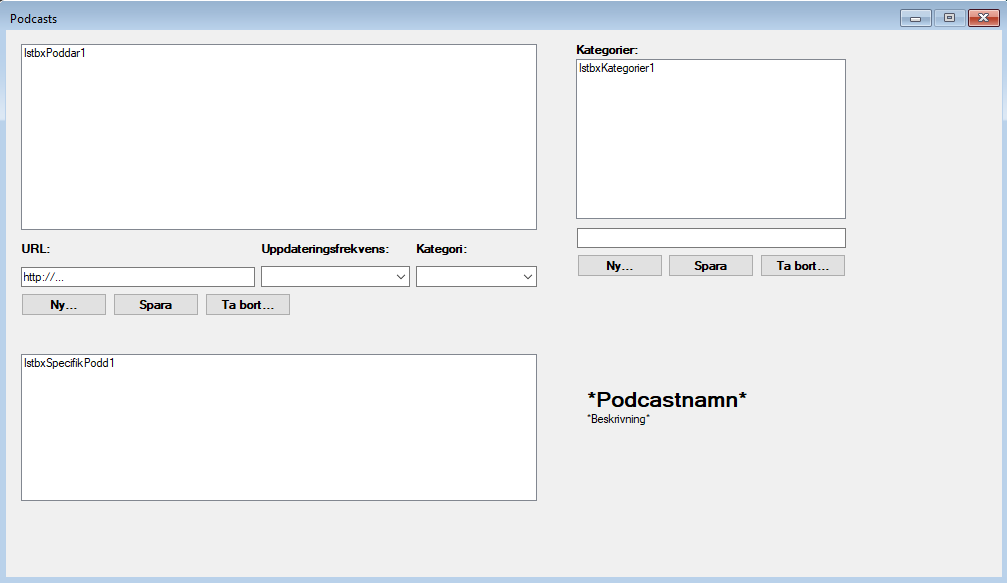 Podcasts
lstbxPoddar1
Kategorier:
lstbxKategorier1
Ny...
Spara
Ta bort...
URL:
Uppdateringsfrekvens:
Kategori:
http://...
Ny...
Spara
Ta bort...
lstbxSpecifikPodd1
*Podcastnamn*
*Beskrivning*